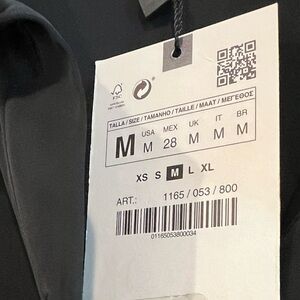 FSC
TALLA / SIZE / TAMANHO / TAILLE / MAAT / ΜΕΓΕΘΟΣ
USA MEX UK IT BR
M M 28 M M M
XS S M L XL
ART.: 1165 / 053 / 800
01165053800034